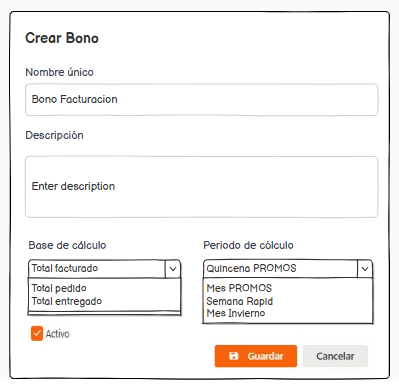 Crear Bono
Nombre único
Bono Facturacion
Descripción
Enter description
Base de cálculo Periodo de cólculo
Total facturado Quincena PROMOS
Total pedido Mes PROMOS
Total entregado Semana Rapid
Mes Invierno
Activo
Guardar Cancelar